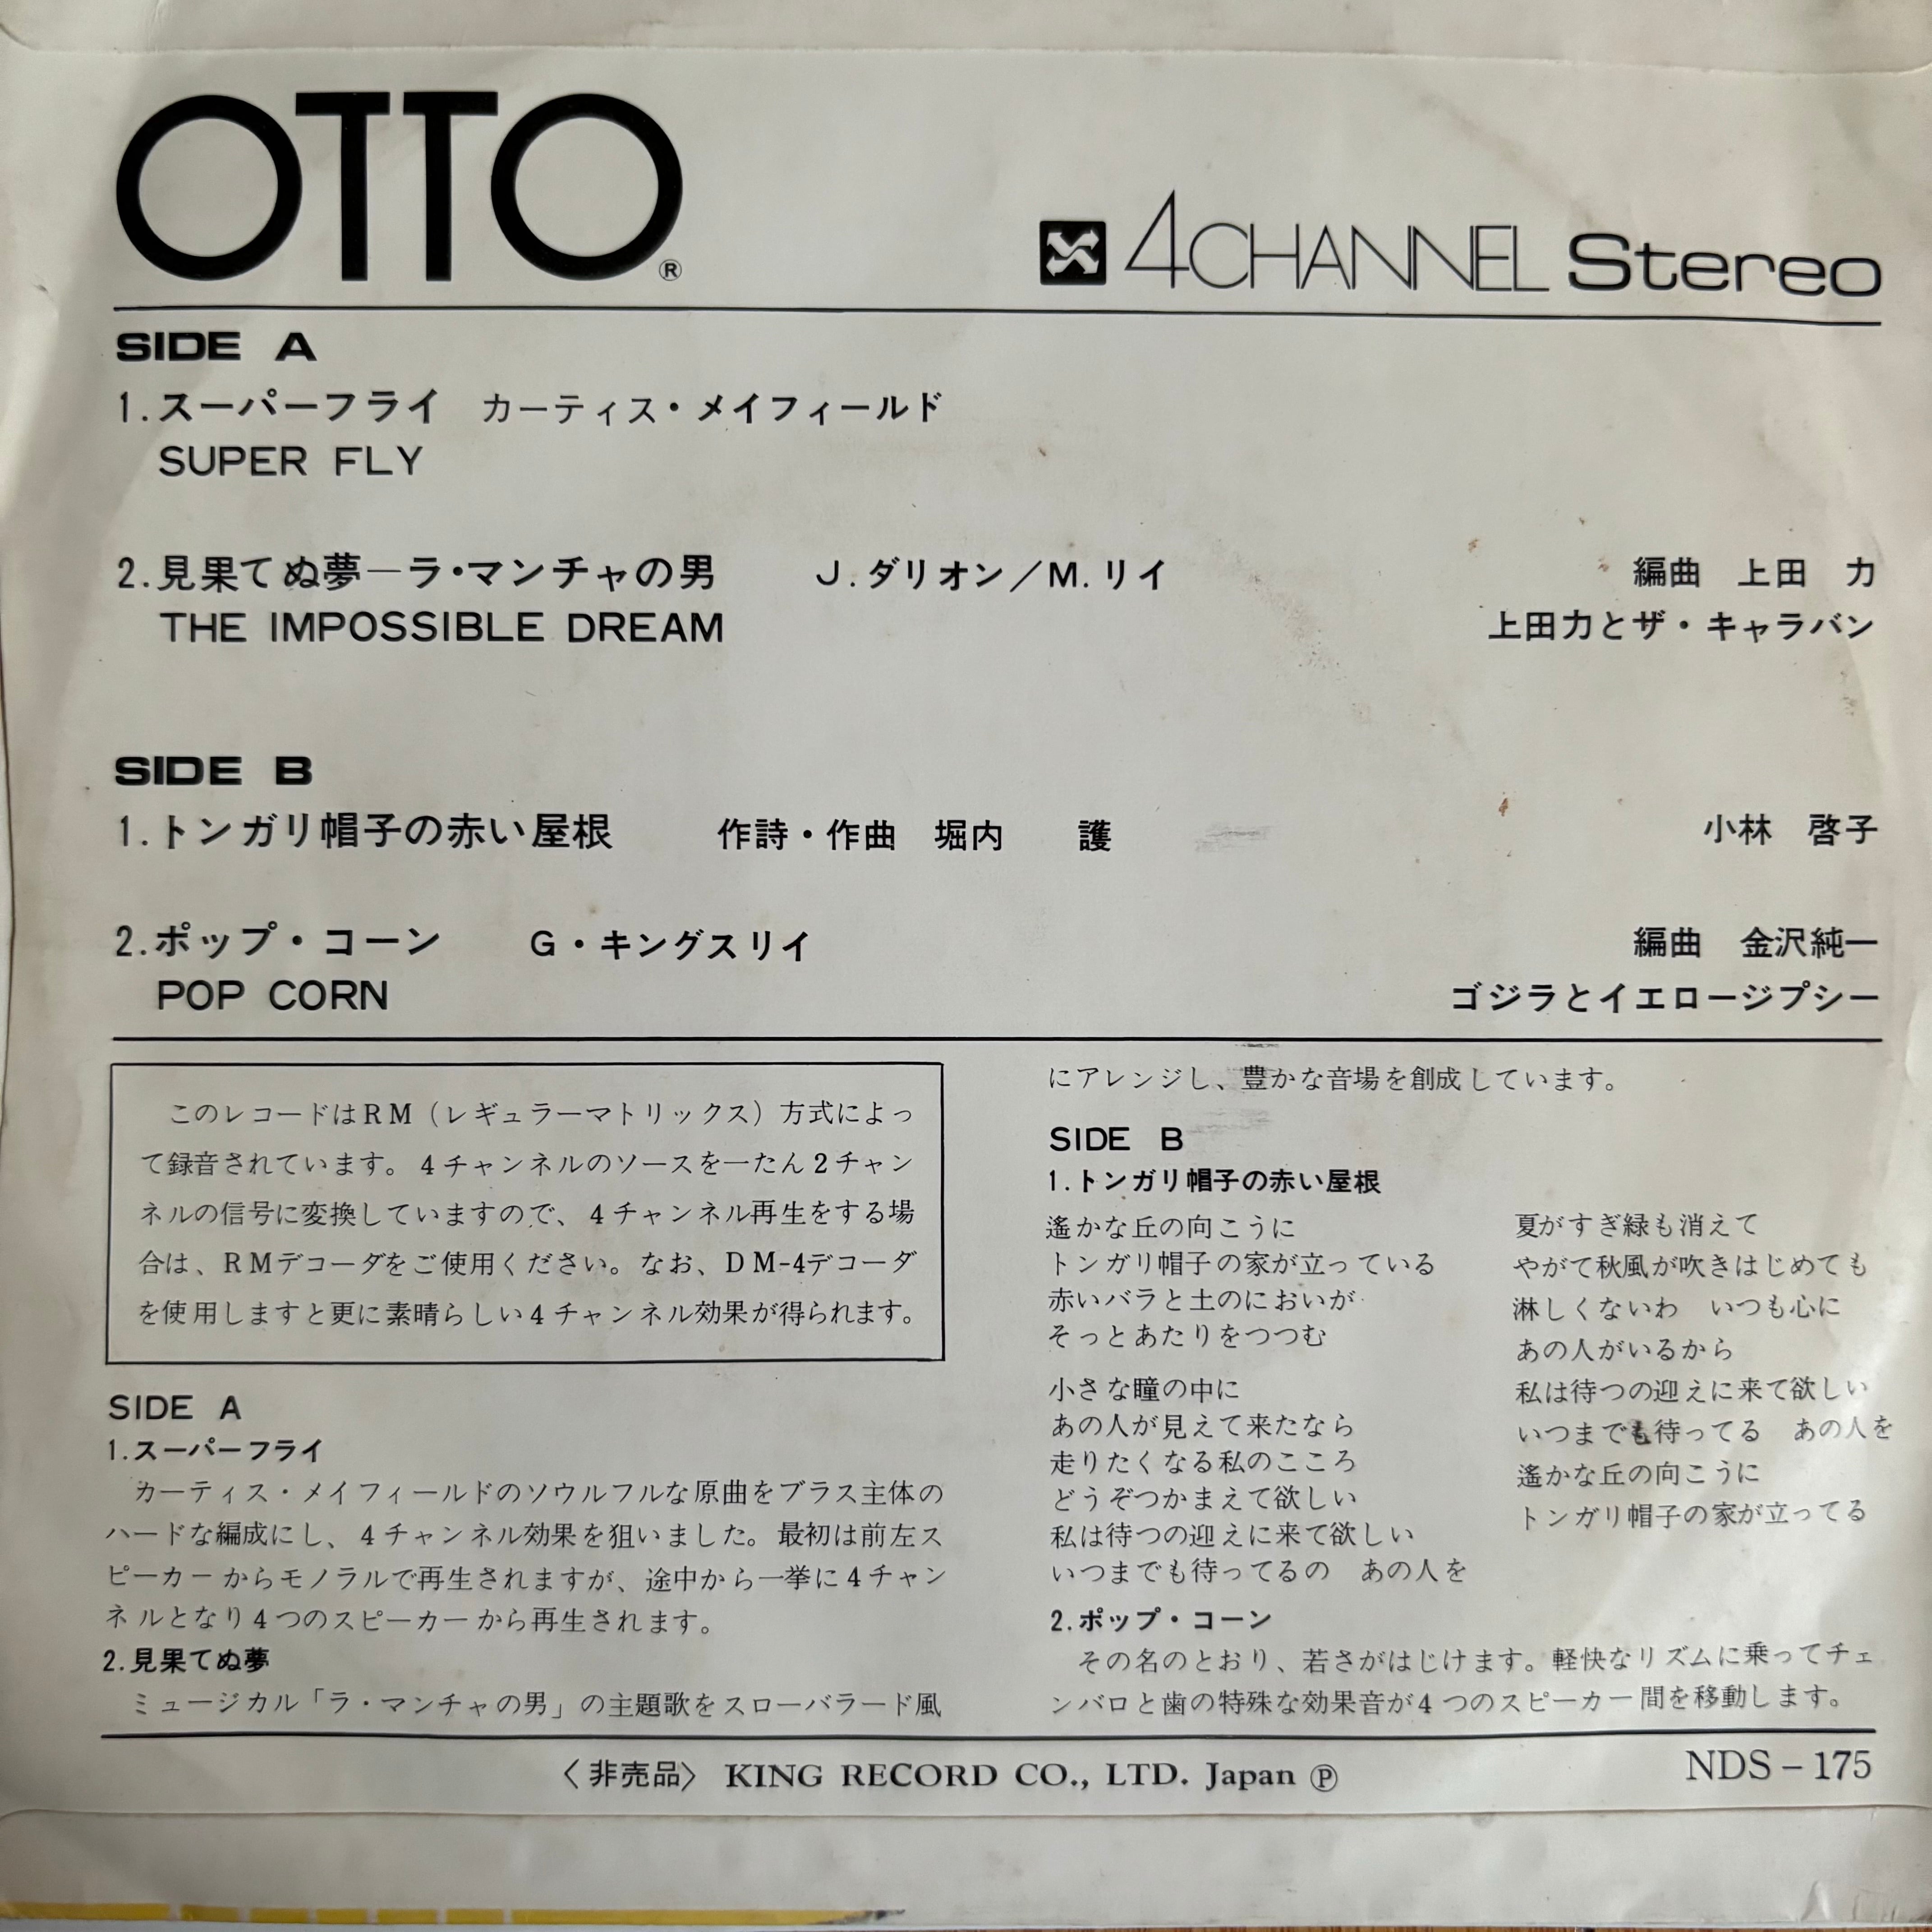 OTTO®
4CHANNEL Stereo
SIDE A
1.スーパーフライ　カーティス・メイフィールド
SUPER FLY
2.見果てぬ夢―ラ・マンチャの男　J.ダリオン／M.リイ　編曲　上田　力
THE IMPOSSIBLE DREAM　上田力とザ・キャラバン
SIDE B
1.トンガリ帽子の赤い屋根　作詩・作曲　堀内　護　小林　啓子
2.ポップ・コーン　G・キングスリイ　編曲　金沢純一
POP CORN　ゴジラとイエロージプシー
このレコードはRM（レギュラーマトリックス）方式によっ
て録音されています。4チャンネルのソースを一たん2チャン
ネルの信号に変換していますので、4チャンネル再生をする場
合は、RMデコーダをご使用ください。なお、DM-4デコーダ
を使用しますと更に素晴らしい4チャンネル効果が得られます。
SIDE A
1.スーパーフライ
カーティス・メイフィールドのソウルフルな原曲をブラス主体の
ハードな編成にし、4チャンネル効果を狙いました。最初は前左ス
ピーカーからモノラルで再生されますが、途中から一挙に4チャン
ネルとなり4つのスピーカーから再生されます。
2.見果てぬ夢
ミュージカル「ラ・マンチャの男」の主題歌をスローバラード風
にアレンジし、豊かな音場を創成しています。
SIDE B
1.トンガリ帽子の赤い屋根
遙かな丘の向こうに
トンガリ帽子の家が立っている
赤いバラと土のにおいが
そっとあたりをつつむ
小さな瞳の中に
あの人が見えて来たなら
走りたくなる私のこころ
どうぞつかまえて欲しい
私は待つの迎えに来て欲しい
いつまでも待ってるの　あの人を
夏がすぎ緑も消えて
やがて秋風が吹きはじめても
淋しくないわ　いつも心に
あの人がいるから
私は待つの迎えに来て欲しい
いつまでも待ってる　あの人を
遙かな丘の向こうに
トンガリ帽子の家が立ってる
2.ポップ・コーン
その名のとおり、若さがはじけます。軽快なリズムに乗ってチェ
ンバロと歯の特殊な効果音が4つのスピーカー間を移動します。
〈非売品〉 KING RECORD CO., LTD. Japan Ⓟ
NDS－175